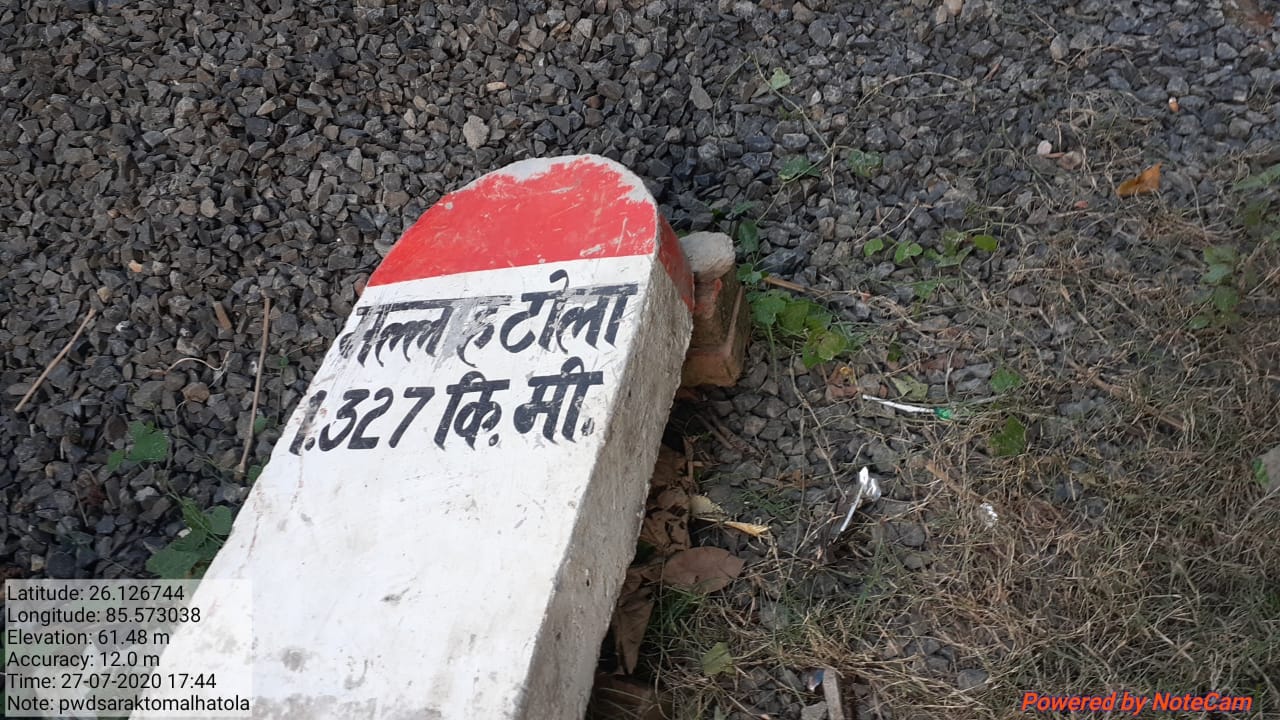 मल्लाह टोला
1.327 कि.मी.
Latitude: 26.126744
Longitude: 85.573038
Elevation: 61.48 m
Accuracy: 12.0 m
Time: 27-07-2020 17:44
Note: pwdsaraktomalhatola
Powered by NoteCam